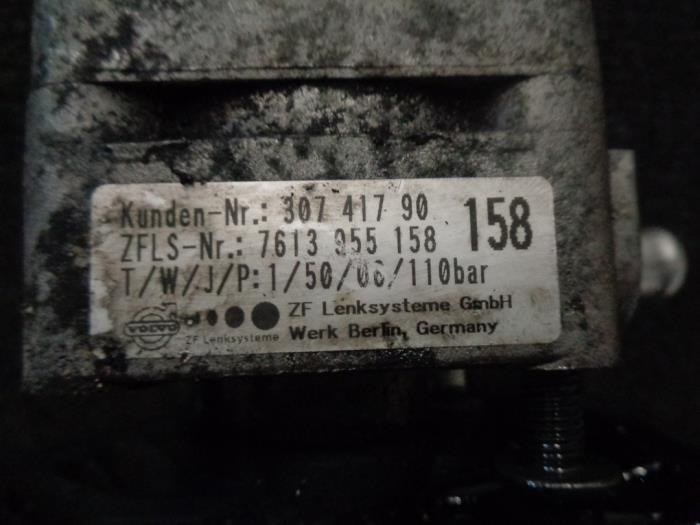 Kunden-Nr.: 307 417 90
158
ZFLS-Nr.: 7613 955 158
T/W/J/P: 1/50/06/110bar
VOLVO
ZF Lenksysteme
ZF Lenksysteme GmbH
Werk Berlin, Germany